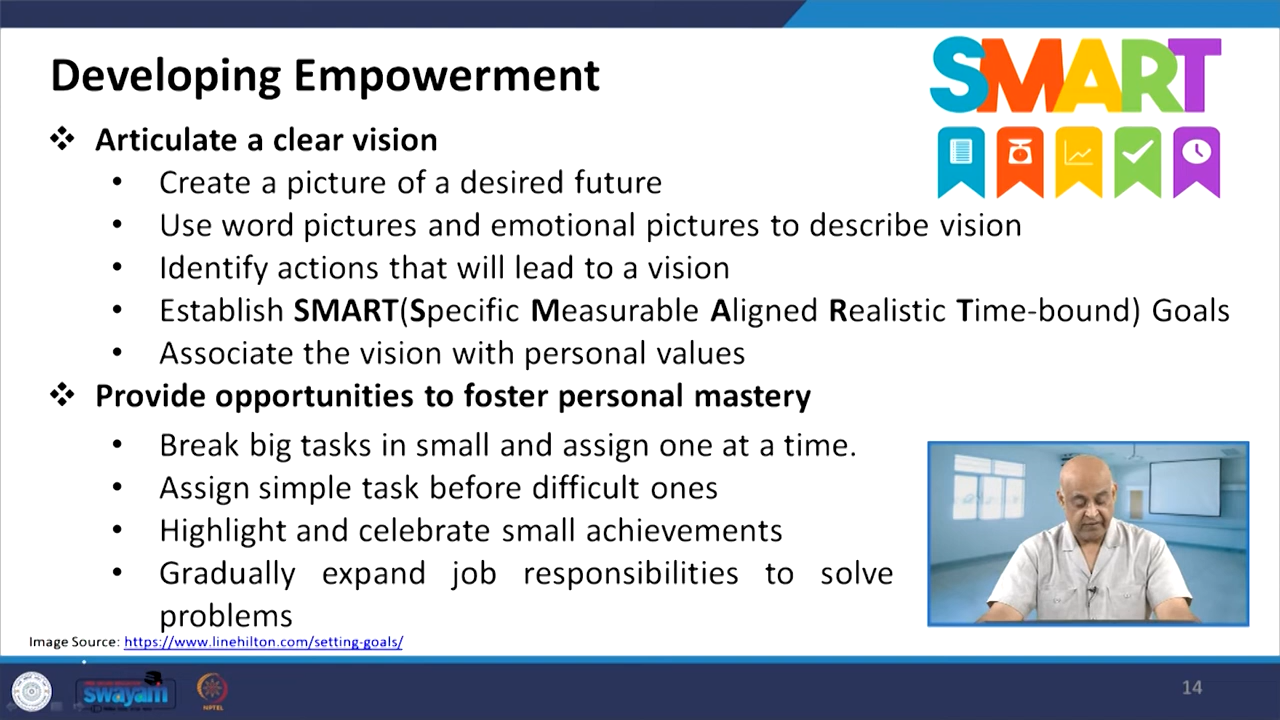 Developing Empowerment
SMART
❖ Articulate a clear vision
• Create a picture of a desired future
• Use word pictures and emotional pictures to describe vision
• Identify actions that will lead to a vision
• Establish SMART(Specific Measurable Aligned Realistic Time-bound) Goals
• Associate the vision with personal values
❖ Provide opportunities to foster personal mastery
• Break big tasks in small and assign one at a time.
• Assign simple task before difficult ones
• Highlight and celebrate small achievements
• Gradually expand job responsibilities to solve
problems
Image Source: https://www.linehilton.com/setting-goals/
swayam
NPTEL
14